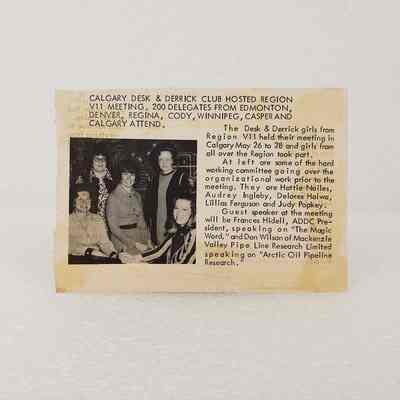 CALGARY DESK & DERRICK CLUB HOSTED REGION
V11 MEETING. 200 DELEGATES FROM EDMONTON,
DENVER, REGINA, CODY, WINNIPEG, CASPER AND
CALGARY ATTEND.
The Desk & Derrick girls from
Region V11 held their meeting in
Calgary May 26 to 28 and girls from
all over the Region took part.
At left are some of the hard
working committee going over the
organizational work prior to the
meeting. They are Hattie Nolles,
Audrey Ingleby, Delores Halwa,
Lillias Ferguson and Judy Popkey.
Guest speaker at the meeting
will be Frances Hidell, ADDC Pre-
sident, speaking on "The Magic
Word," and Don Wilson of Mackenzie
Valley Pipe Line Research Limited
speaking on "Arctic Oil Pipeline
Research."